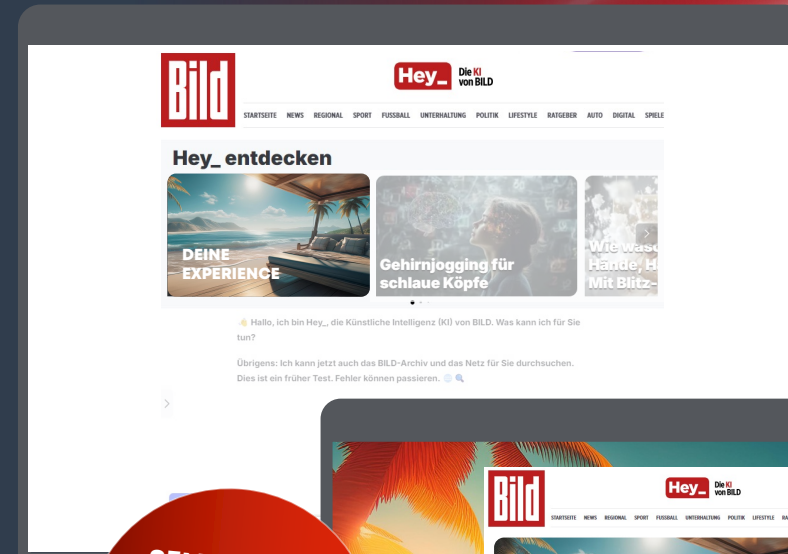 Bild
Hey_ Die KI
von BILD
STARTSEITE NEWS REGIONAL SPORT FUSSBALL UNTERHALTUNG POLITIK LIFESTYLE RATGEBER AUTO DIGITAL SPIELE
Hey_ entdecken
DEINE
EXPERIENCE
Gehirnjogging für
schlaue Köpfe
Wie
Hände,
Mit Blitz-
👋 Hallo, ich bin Hey_, die Künstliche Intelligenz (KI) von BILD. Was kann ich für Sie
tun?
Übrigens: Ich kann jetzt auch das BILD-Archiv und das Netz für Sie durchsuchen.
Dies ist ein früher Test. Fehler können passieren.
Bild
Hey_ Die KI
von BILD
STARTSEITE NEWS REGIONAL SPORT FUSSBALL UNTERHALTUNG POLITIK LIFESTYLE